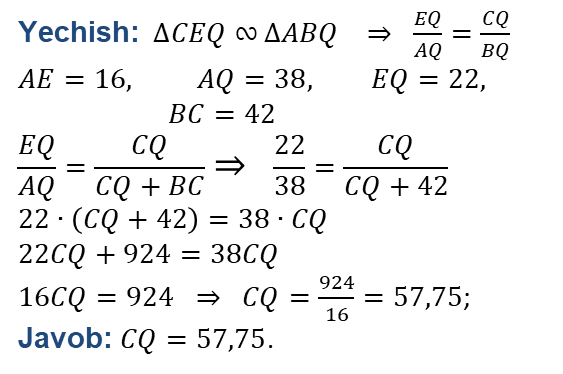 Yechish: ΔCEQ ∾ ΔABQ ⇒ EQ/AQ = CQ/BQ
AE = 16, AQ = 38, EQ = 22,
BC = 42
EQ/AQ = CQ/(CQ + BC) ⇒ 22/38 = CQ/(CQ + 42)
22 · (CQ + 42) = 38 · CQ
22CQ + 924 = 38CQ
16CQ = 924 ⇒ CQ = 924/16 = 57,75;
Javob: CQ = 57,75.